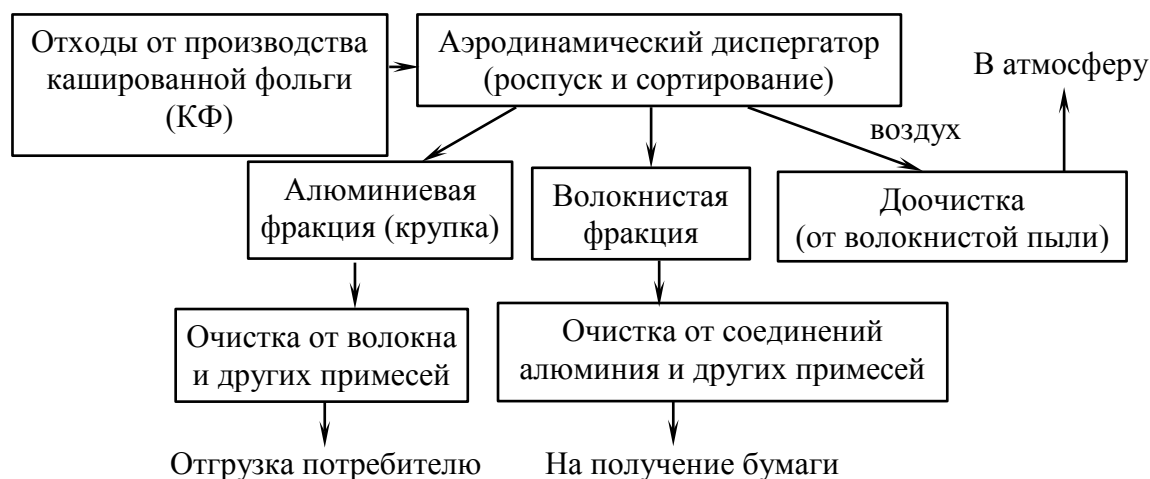 Отходы от производства
кашированной фольги
(КФ)
Аэродинамический диспергатор
(роспуск и сортирование)
В атмосферу
воздух
Алюминиевая
фракция (крупка)
Волокнистая
фракция
Доочистка
(от волокнистой пыли)
Очистка от волокна
и других примесей
Очистка от соединений
алюминия и других примесей
Отгрузка потребителю
На получение бумаги